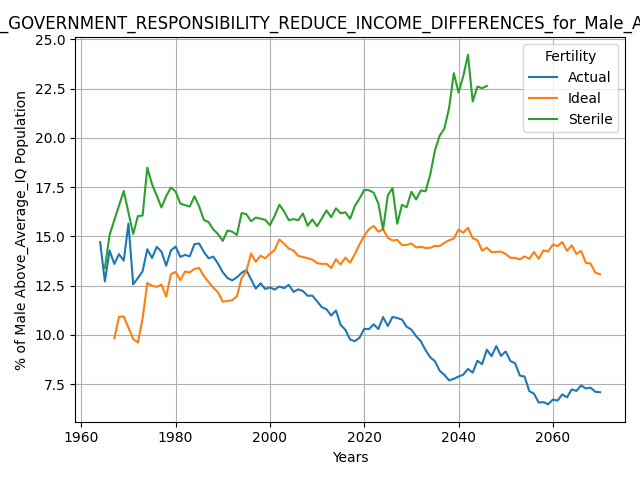 _GOVERNMENT_RESPONSIBILITY_REDUCE_INCOME_DIFFERENCES_for_Male_A
% of Male Above_Average_IQ Population
25.0
22.5
20.0
17.5
15.0
12.5
10.0
7.5
Fertility
Actual
Ideal
Sterile
1960 1980 2000 2020 2040 2060
Years